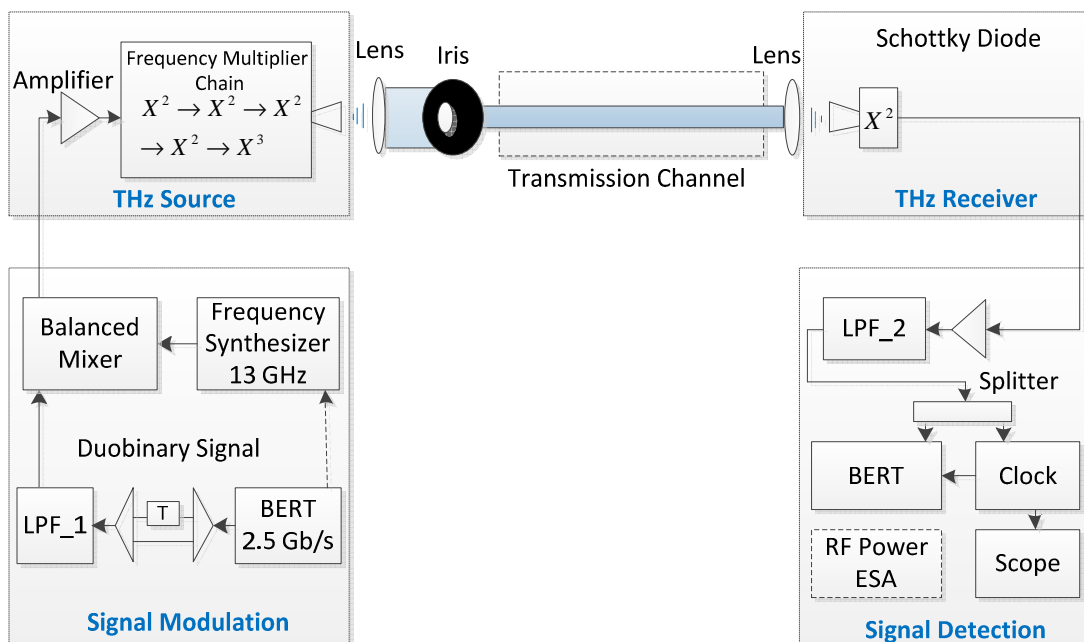 Amplifier
Frequency Multiplier
Chain
X² → X² → X²
→ X² → X³
THz Source
Lens
Iris
Transmission Channel
Lens
Schottky Diode
X²
THz Receiver
Balanced
Mixer
Frequency
Synthesizer
13 GHz
Duobinary Signal
LPF_1
T
BERT
2.5 Gb/s
Signal Modulation
LPF_2
Splitter
BERT
Clock
RF Power
ESA
Scope
Signal Detection